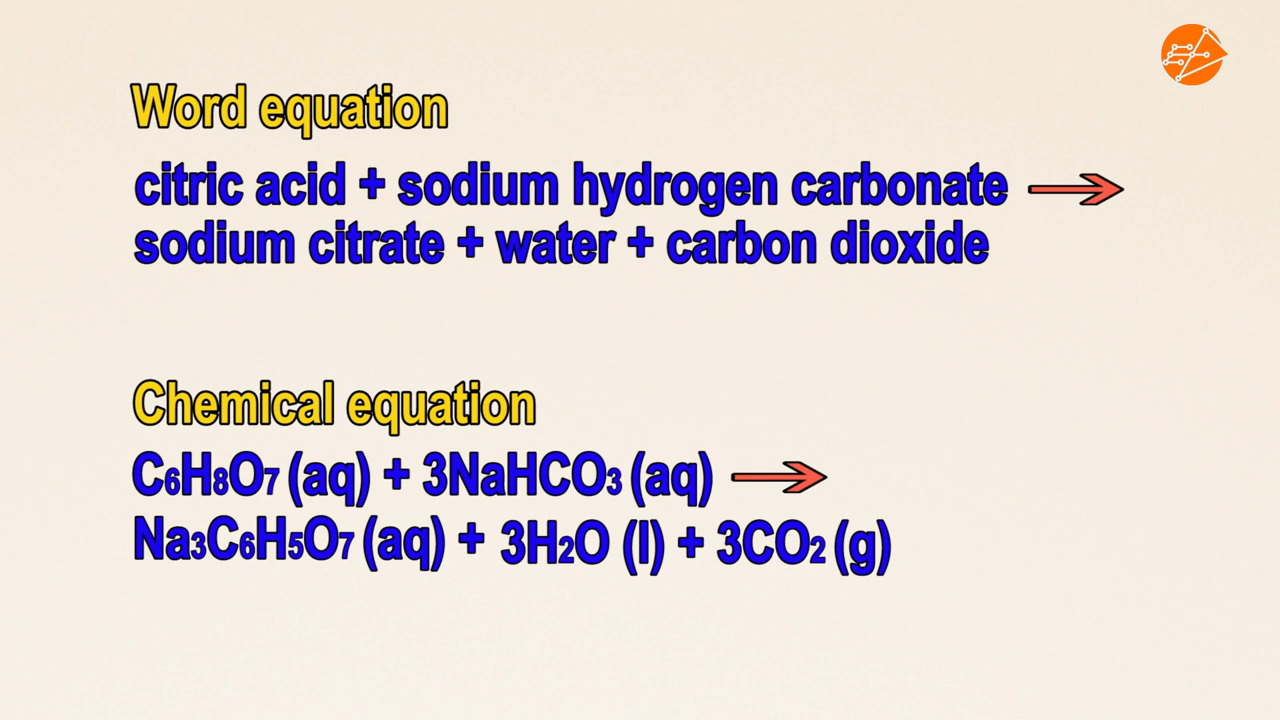 Word equation
citric acid + sodium hydrogen carbonate →
sodium citrate + water + carbon dioxide
Chemical equation
C₆H₈O₇ (aq) + 3NaHCO₃ (aq) →
Na₃C₆H₅O₇ (aq) + 3H₂O (l) + 3CO₂ (g)